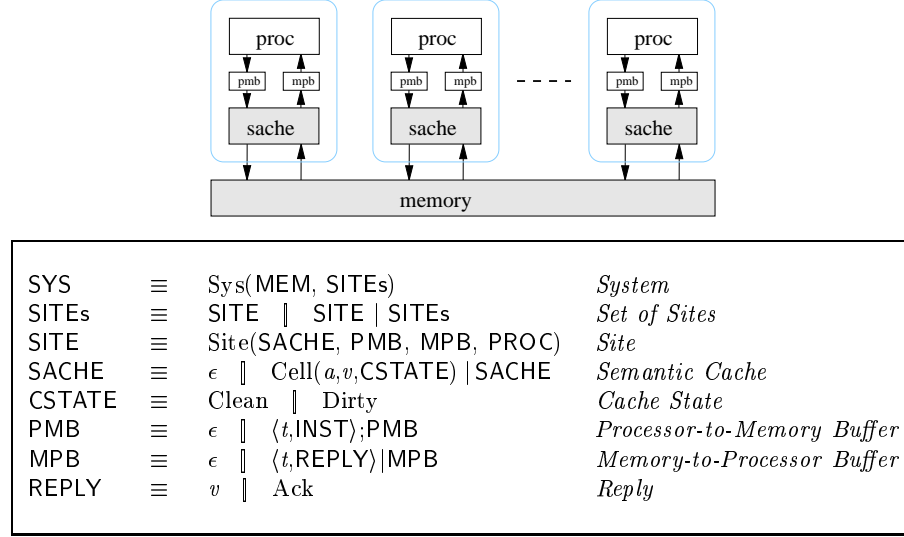 proc proc proc
pmb mpb pmb mpb pmb mpb
sache sache sache
memory
SYS ≡ Sys(MEM, SITEs) System
SITEs ≡ SITE ▯ SITE | SITEs Set of Sites
SITE ≡ Site(SACHE, PMB, MPB, PROC) Site
SACHE ≡ ϵ ▯ Cell(a,v,CSTATE) | SACHE Semantic Cache
CSTATE ≡ Clean ▯ Dirty Cache State
PMB ≡ ϵ ▯ ⟨t,INST⟩;PMB Processor-to-Memory Buffer
MPB ≡ ϵ ▯ ⟨t,REPLY⟩|MPB Memory-to-Processor Buffer
REPLY ≡ v ▯ Ack Reply